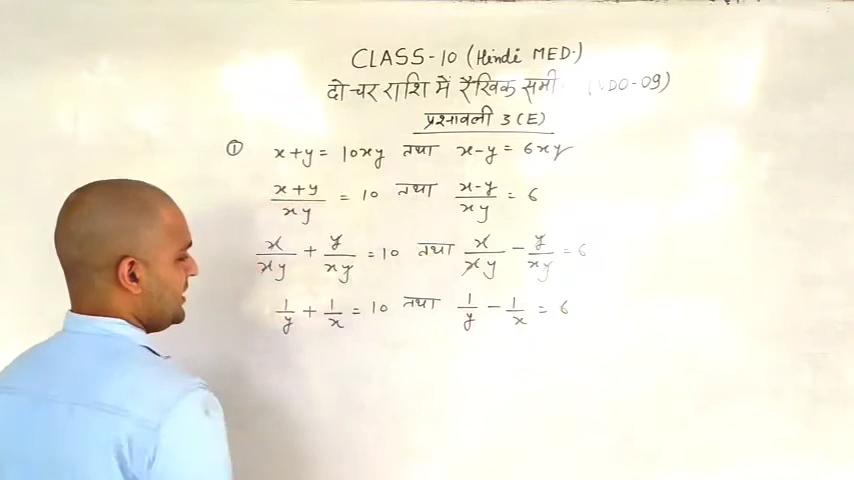 CLASS-10 (Hindi MED.)
दो चर राशि में रैखिक समी (VDO-09)
प्रश्नावली 3 (E)
① x+y = 10xy तथा x-y = 6xy
x+y/xy = 10 तथा x-y/xy = 6
x/xy + y/xy = 10 तथा x/xy - y/xy = 6
1/y + 1/x = 10 तथा 1/y - 1/x = 6